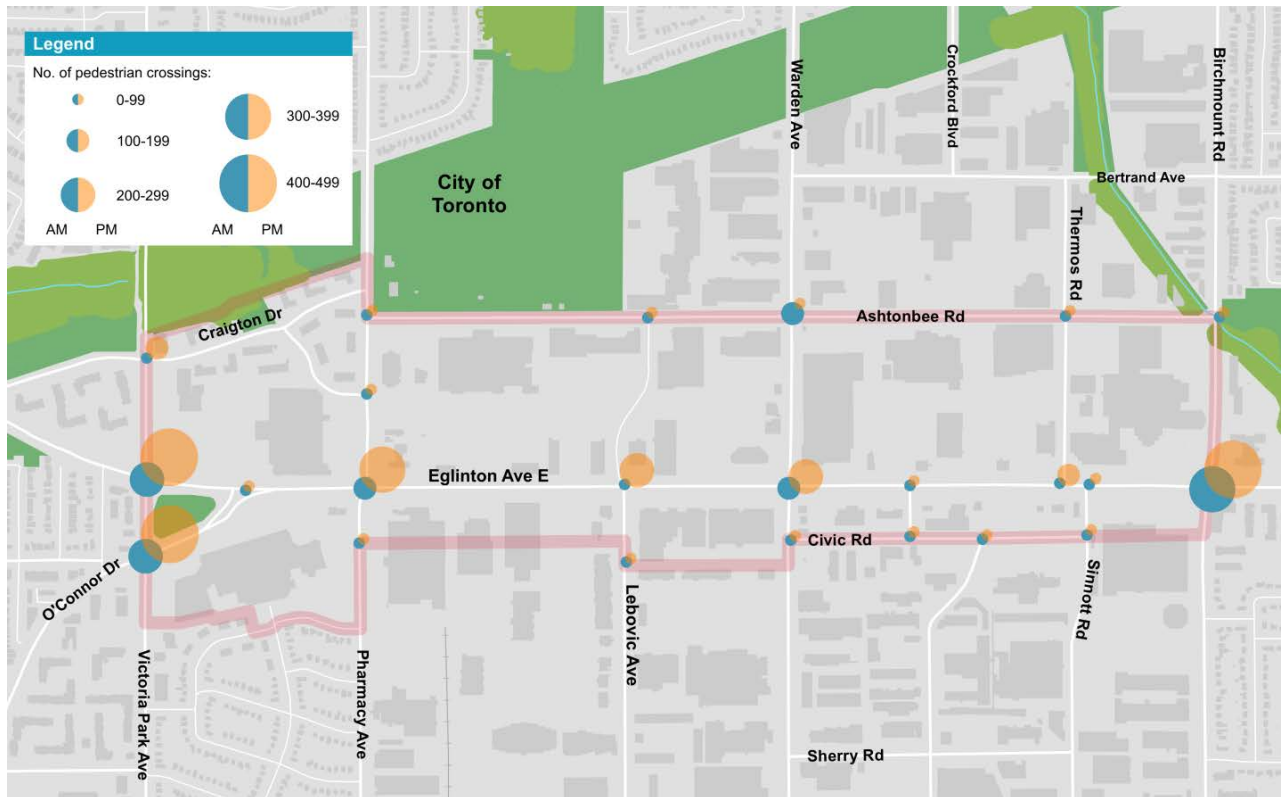 Legend
No. of pedestrian crossings:
0-99
100-199
200-299
300-399
400-499
AM PM
AM PM
City of
Toronto
Warden Ave
Crockford Blvd
Birchmount Rd
Bertrand Ave
Thermos Rd
Craigton Dr
Ashtonbee Rd
Eglinton Ave E
Civic Rd
O'Connor Dr
Victoria Park Ave
Pharmacy Ave
Lebovic Ave
Sinnott Rd
Sherry Rd